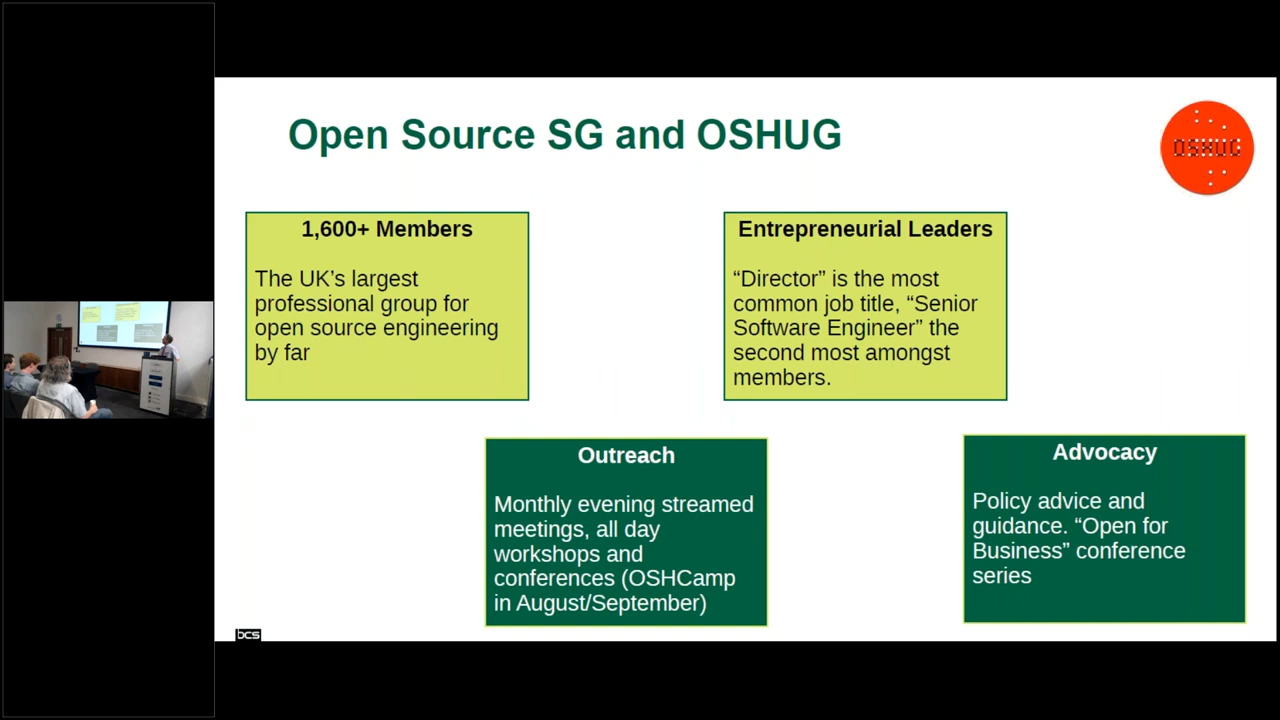 Open Source SG and OSHUG
OSHUG
1,600+ Members
The UK’s largest
professional group for
open source engineering
by far
Entrepreneurial Leaders
“Director” is the most
common job title, “Senior
Software Engineer” the
second most amongst
members.
Outreach
Monthly evening streamed
meetings, all day
workshops and
conferences (OSHCamp
in August/September)
Advocacy
Policy advice and
guidance. “Open for
Business” conference
series
bcs